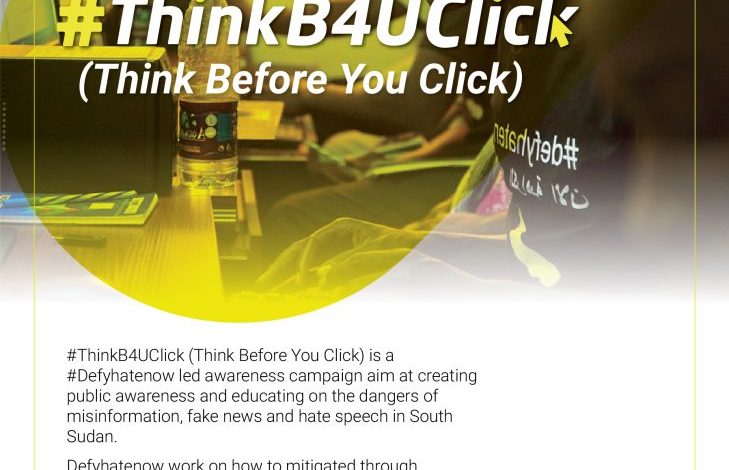 #ThinkB4UClick
(Think Before You Click)
#defyhaten
#ThinkB4UClick (Think Before You Click) is a
#Defyhatenow led awareness campaign aim at creating
public awareness and educating on the dangers of
misinformation, fake news and hate speech in South
Sudan.
Defyhatenow work on how to mitigated through